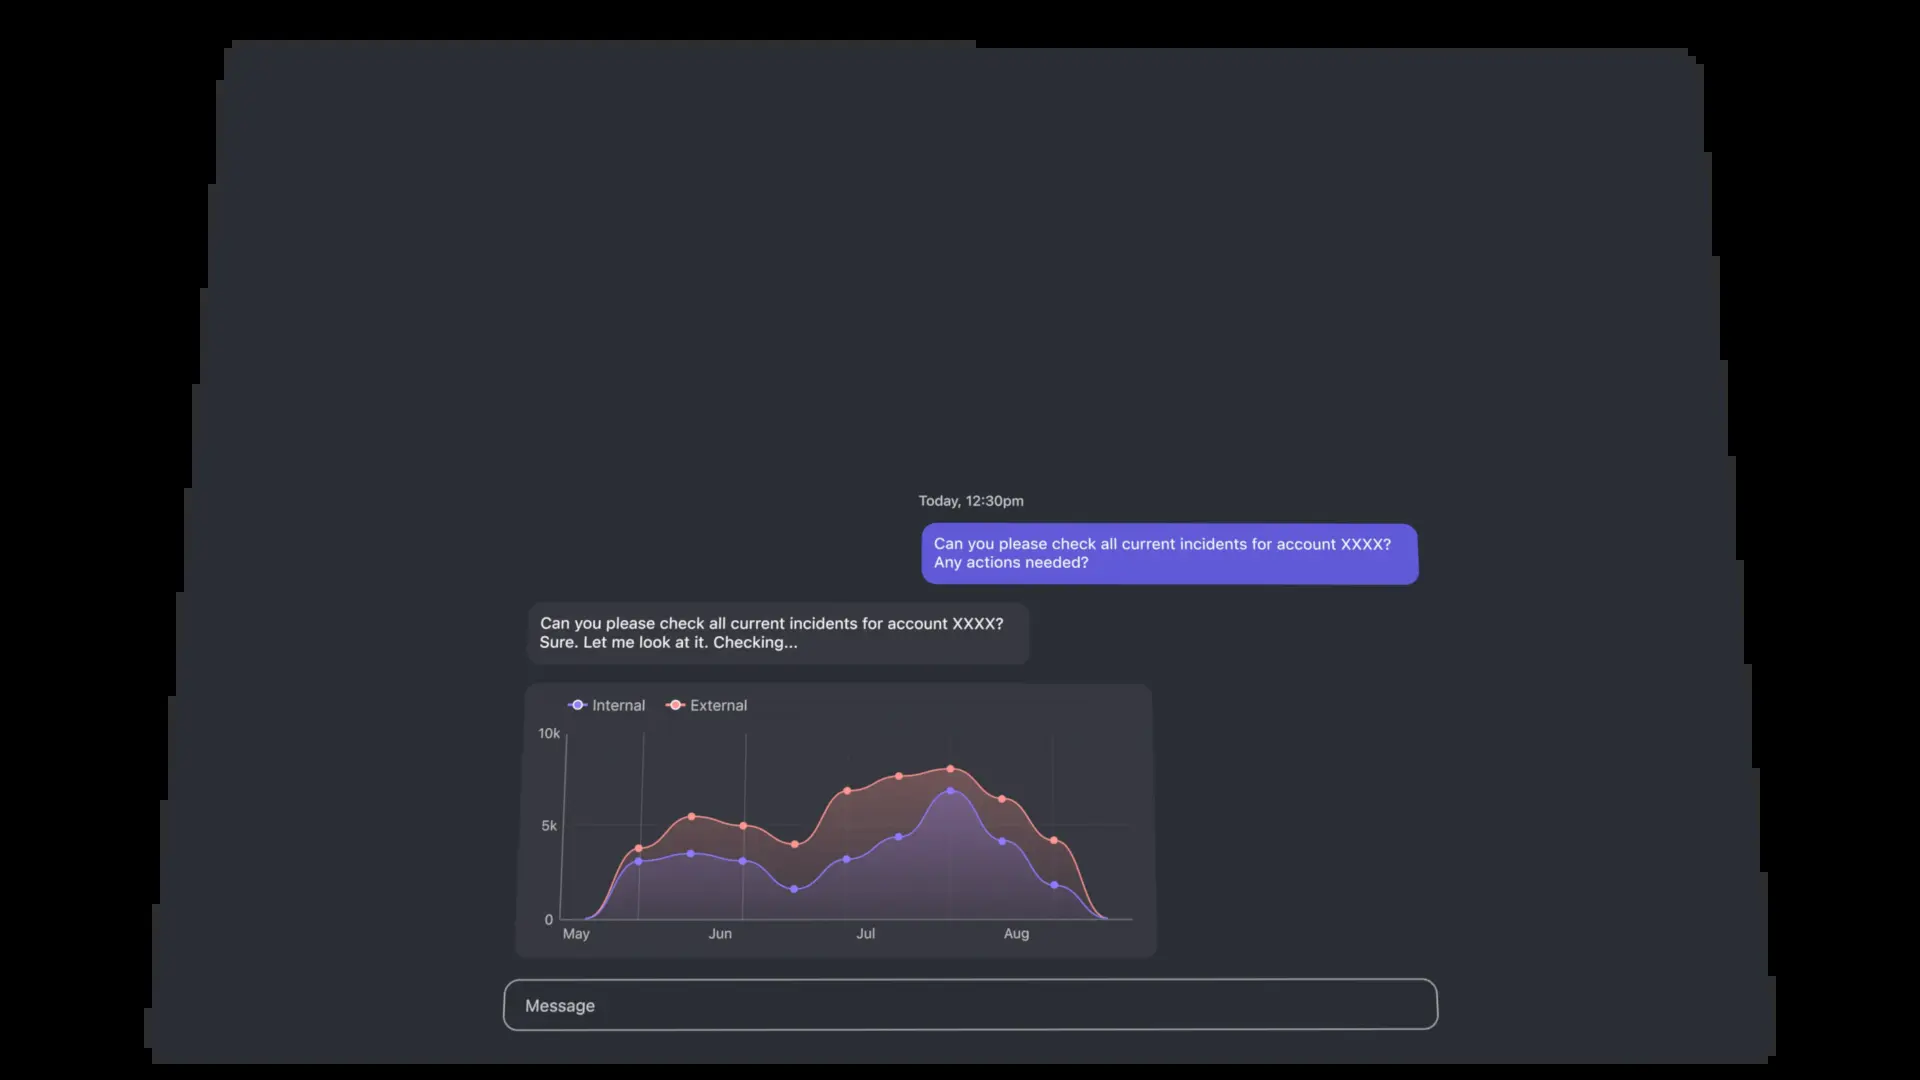 Today, 12:30pm
Can you please check all current incidents for account XXXX?
Any actions needed?
Can you please check all current incidents for account XXXX?
Sure. Let me look at it. Checking...
Internal External
10k
5k
0
May Jun Jul Aug
Message